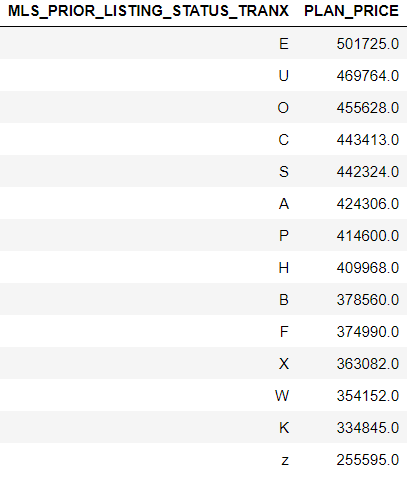 MLS_PRIOR_LISTING_STATUS_TRANX PLAN_PRICE
E 501725.0
U 469764.0
O 455628.0
C 443413.0
S 442324.0
A 424306.0
P 414600.0
H 409968.0
B 378560.0
F 374990.0
X 363082.0
W 354152.0
K 334845.0
z 255595.0